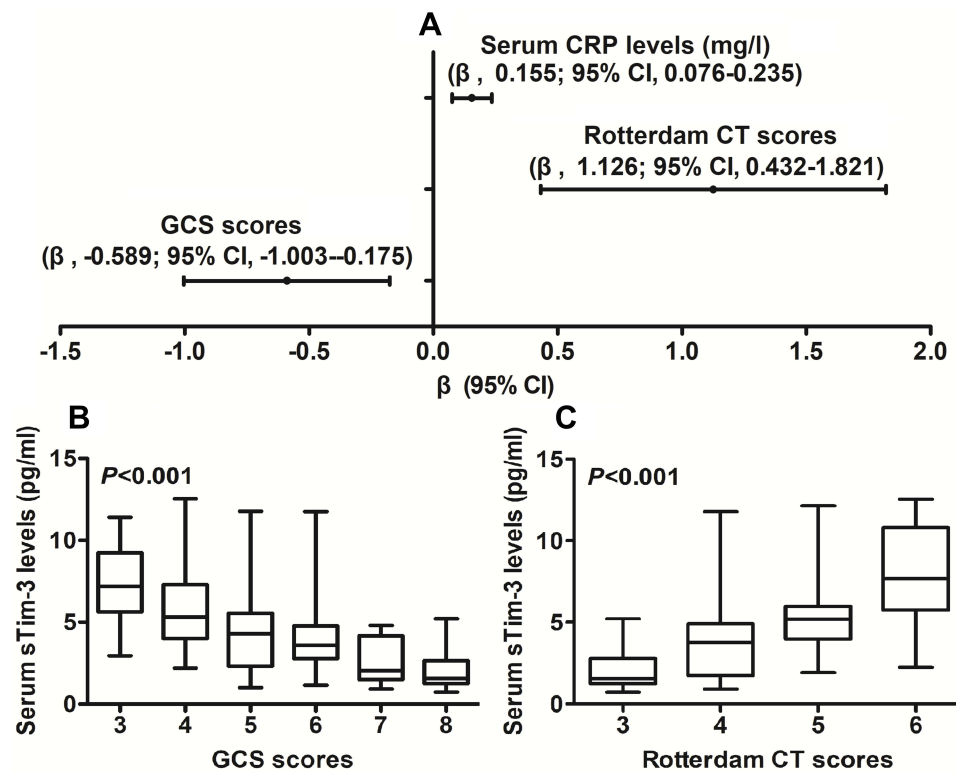 A
Serum CRP levels (mg/l)
(β , 0.155; 95% CI, 0.076-0.235)
Rotterdam CT scores
(β , 1.126; 95% CI, 0.432-1.821)
GCS scores
(β , -0.589; 95% CI, -1.003--0.175)
-1.5 -1.0 -0.5 0.0 0.5 1.0 1.5 2.0
β (95% CI)
B
Serum sTim-3 levels (pg/ml)
P<0.001
15
10
5
0
3 4 5 6 7 8
GCS scores
C
Serum sTim-3 levels (pg/ml)
P<0.001
15
10
5
0
3 4 5 6
Rotterdam CT scores